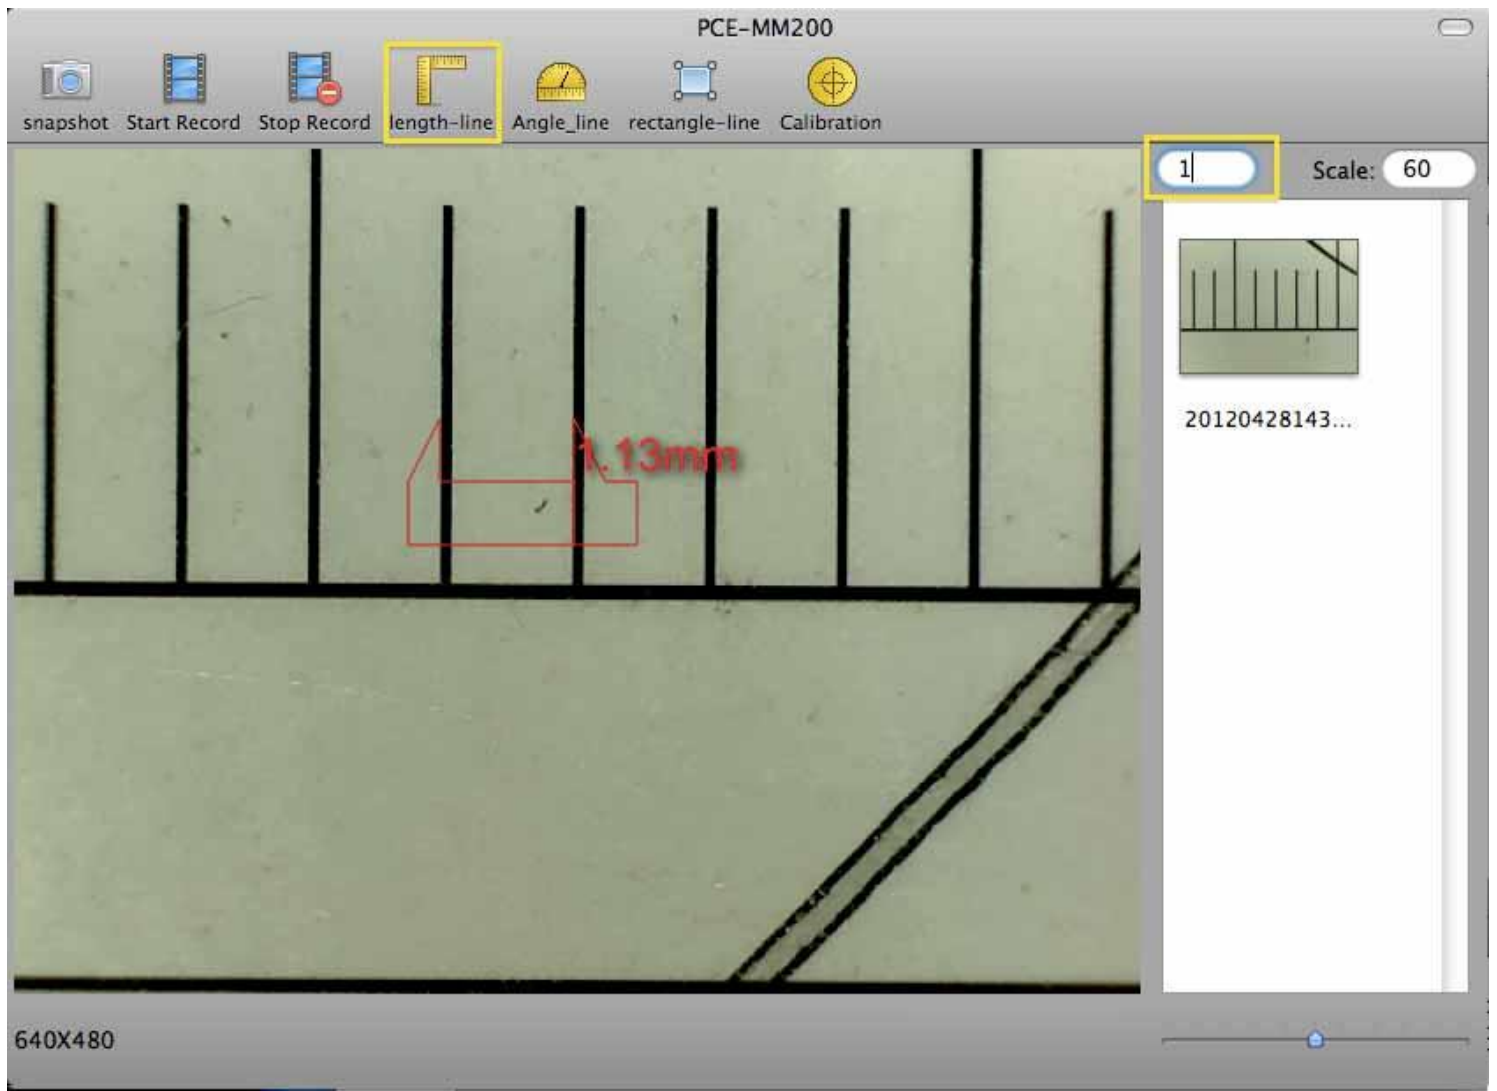 PCE-MM200
snapshot Start Record Stop Record length-line Angle_line rectangle-line Calibration
1 Scale: 60
1.13mm
20120428143...
640X480